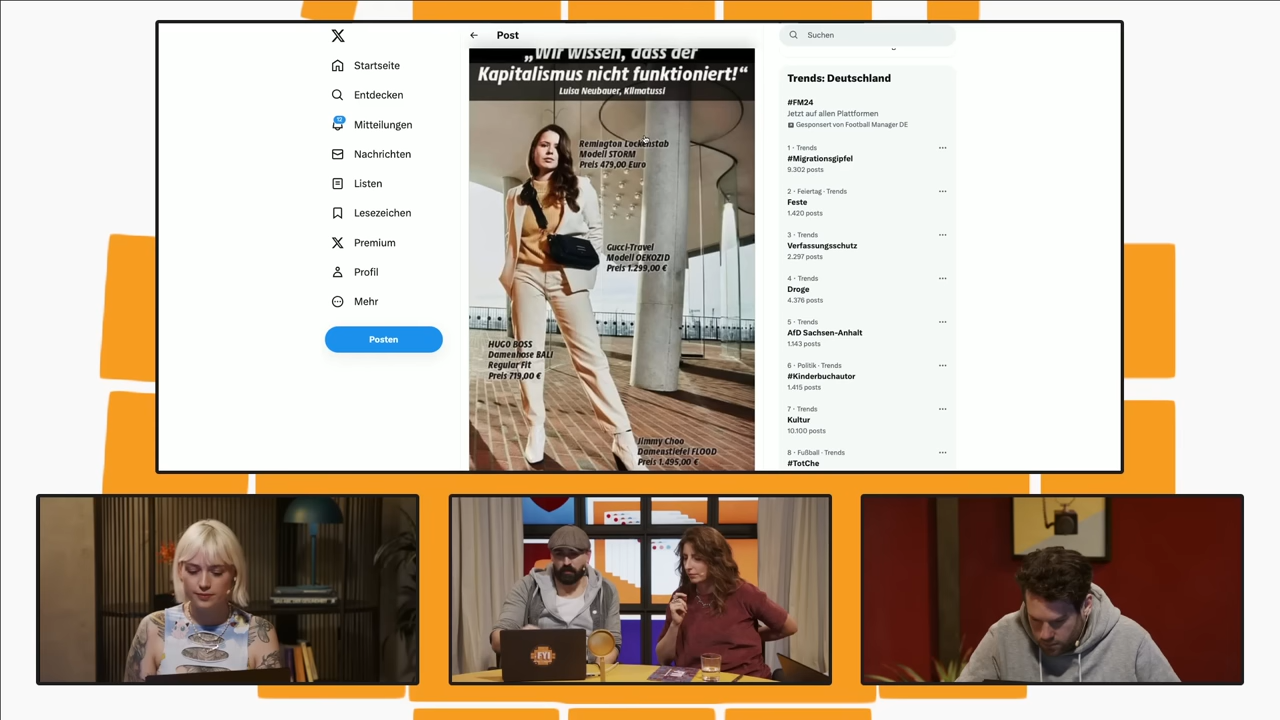 Startseite
Entdecken
12
Mitteilungen
Nachrichten
Listen
Lesezeichen
Premium
Profil
Mehr
Posten
Post
„Wir wissen, dass der
Kapitalismus nicht funktioniert!“
Luisa Neubauer, Klimatussi
Remington Lockenstab
Modell STORM
Preis 479,00 Euro
Gucci-Travel
Modell OEKOZID
Preis 1.299,00 €
HUGO BOSS
Damenhose BALI
Regular Fit
Preis 719,00 €
Jimmy Choo
Damenstiefel FLOOD
Preis 1.495,00 €
Suchen
Trends: Deutschland
#FM24
Jetzt auf allen Plattformen
Gesponsert von Football Manager DE
1 · Trends
#Migrationsgipfel
9.302 posts
2 · Feiertag · Trends
Feste
1.420 posts
3 · Trends
Verfassungsschutz
2.297 posts
4 · Trends
Droge
4.376 posts
5 · Trends
AfD Sachsen-Anhalt
1.143 posts
6 · Politik · Trends
#Kinderbuchautor
1.415 posts
7 · Trends
Kultur
10.100 posts
8 · Fußball · Trends
#TotChe
FYI